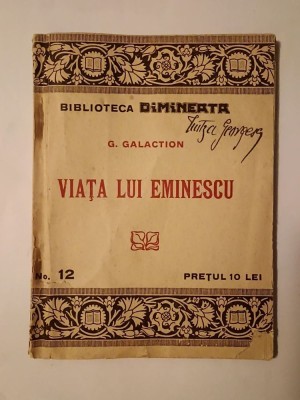 BIBLIOTECA DIMINEAȚA
G. GALACTION
VIAȚA LUI EMINESCU
No. 12
PREȚUL 10 LEI